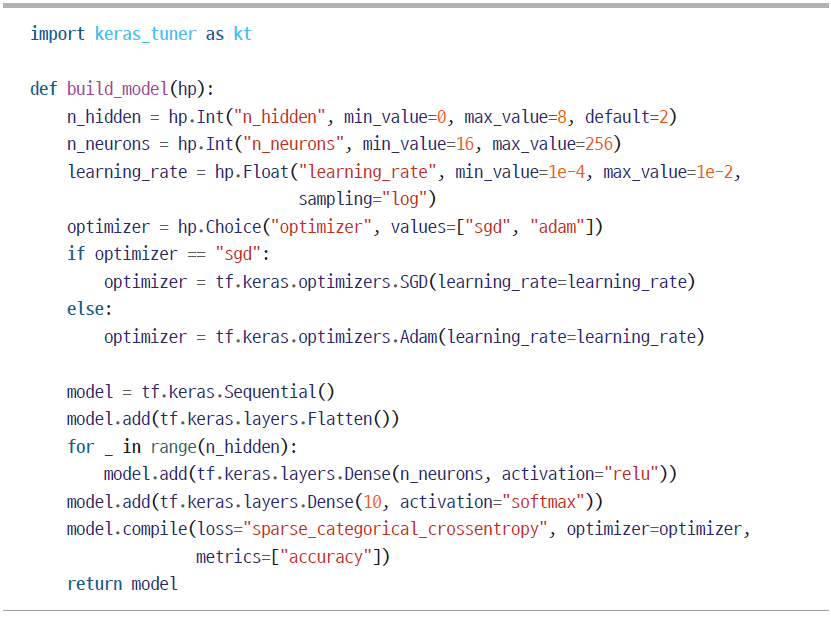 import keras_tuner as kt
def build_model(hp):
    n_hidden = hp.Int("n_hidden", min_value=0, max_value=8, default=2)
    n_neurons = hp.Int("n_neurons", min_value=16, max_value=256)
    learning_rate = hp.Float("learning_rate", min_value=1e-4, max_value=1e-2,
                             sampling="log")
    optimizer = hp.Choice("optimizer", values=["sgd", "adam"])
    if optimizer == "sgd":
        optimizer = tf.keras.optimizers.SGD(learning_rate=learning_rate)
    else:
        optimizer = tf.keras.optimizers.Adam(learning_rate=learning_rate)
    model = tf.keras.Sequential()
    model.add(tf.keras.layers.Flatten())
    for _ in range(n_hidden):
        model.add(tf.keras.layers.Dense(n_neurons, activation="relu"))
    model.add(tf.keras.layers.Dense(10, activation="softmax"))
    model.compile(loss="sparse_categorical_crossentropy", optimizer=optimizer,
                  metrics=["accuracy"])
    return model